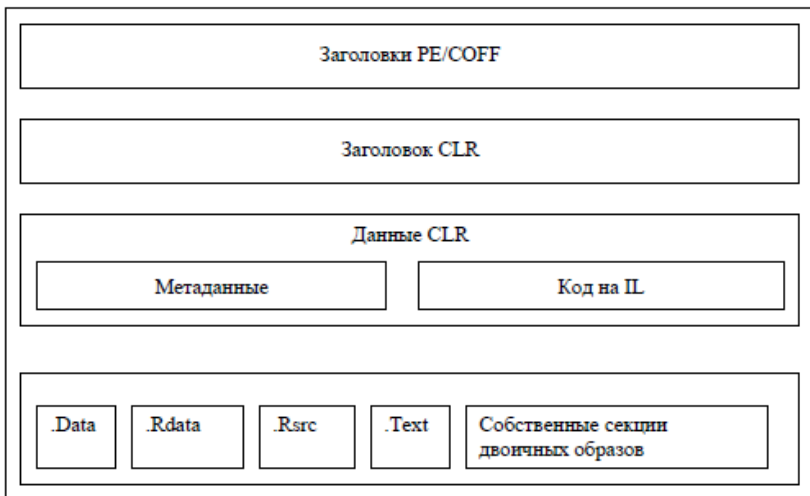 Заголовки PE/COFF
Заголовок CLR
Данные CLR
Метаданные
Код на IL
.Data
.Rdata
.Rsrc
.Text
Собственные секции
двоичных образов